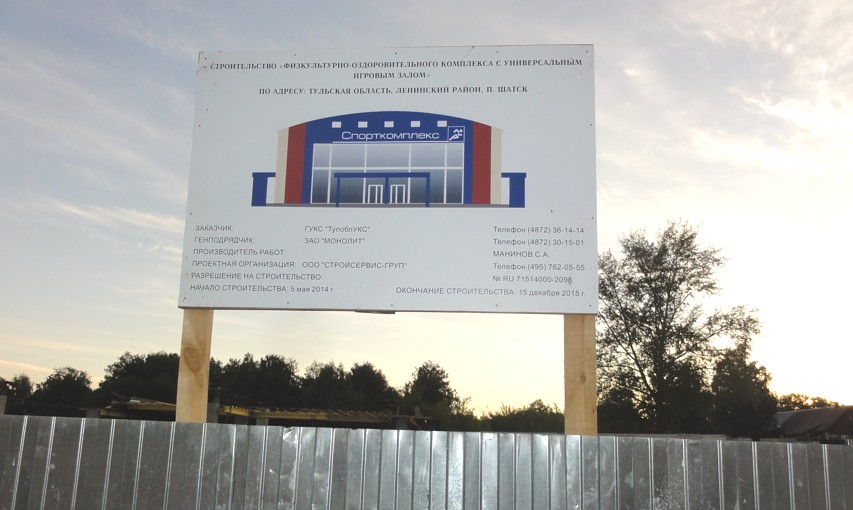 СТРОИТЕЛЬСТВО «ФИЗКУЛЬТУРНО-ОЗДОРОВИТЕЛЬНОГО КОМПЛЕКСА С УНИВЕРСАЛЬНЫМ
ИГРОВЫМ ЗАЛОМ»
ПО АДРЕСУ: ТУЛЬСКАЯ ОБЛАСТЬ, ЛЕНИНСКИЙ РАЙОН, П. ШАТСК
Спорткомплекс
ЗАКАЗЧИК: ГУКС "ТулоблУКС" Телефон (4872) 36-14-14
ГЕНПОДРЯДЧИК: ЗАО "МОНОЛИТ" Телефон (4872) 30-15-01
ПРОИЗВОДИТЕЛЬ РАБОТ: МАНИНОВ С.А.
ПРОЕКТНАЯ ОРГАНИЗАЦИЯ: ООО "СТРОЙСЕРВИС-ГРУП" Телефон (495) 762-05-55
РАЗРЕШЕНИЕ НА СТРОИТЕЛЬСТВО: № RU 71514000-2098
НАЧАЛО СТРОИТЕЛЬСТВА: 5 мая 2014 г. ОКОНЧАНИЕ СТРОИТЕЛЬСТВА: 15 декабря 2015 г.